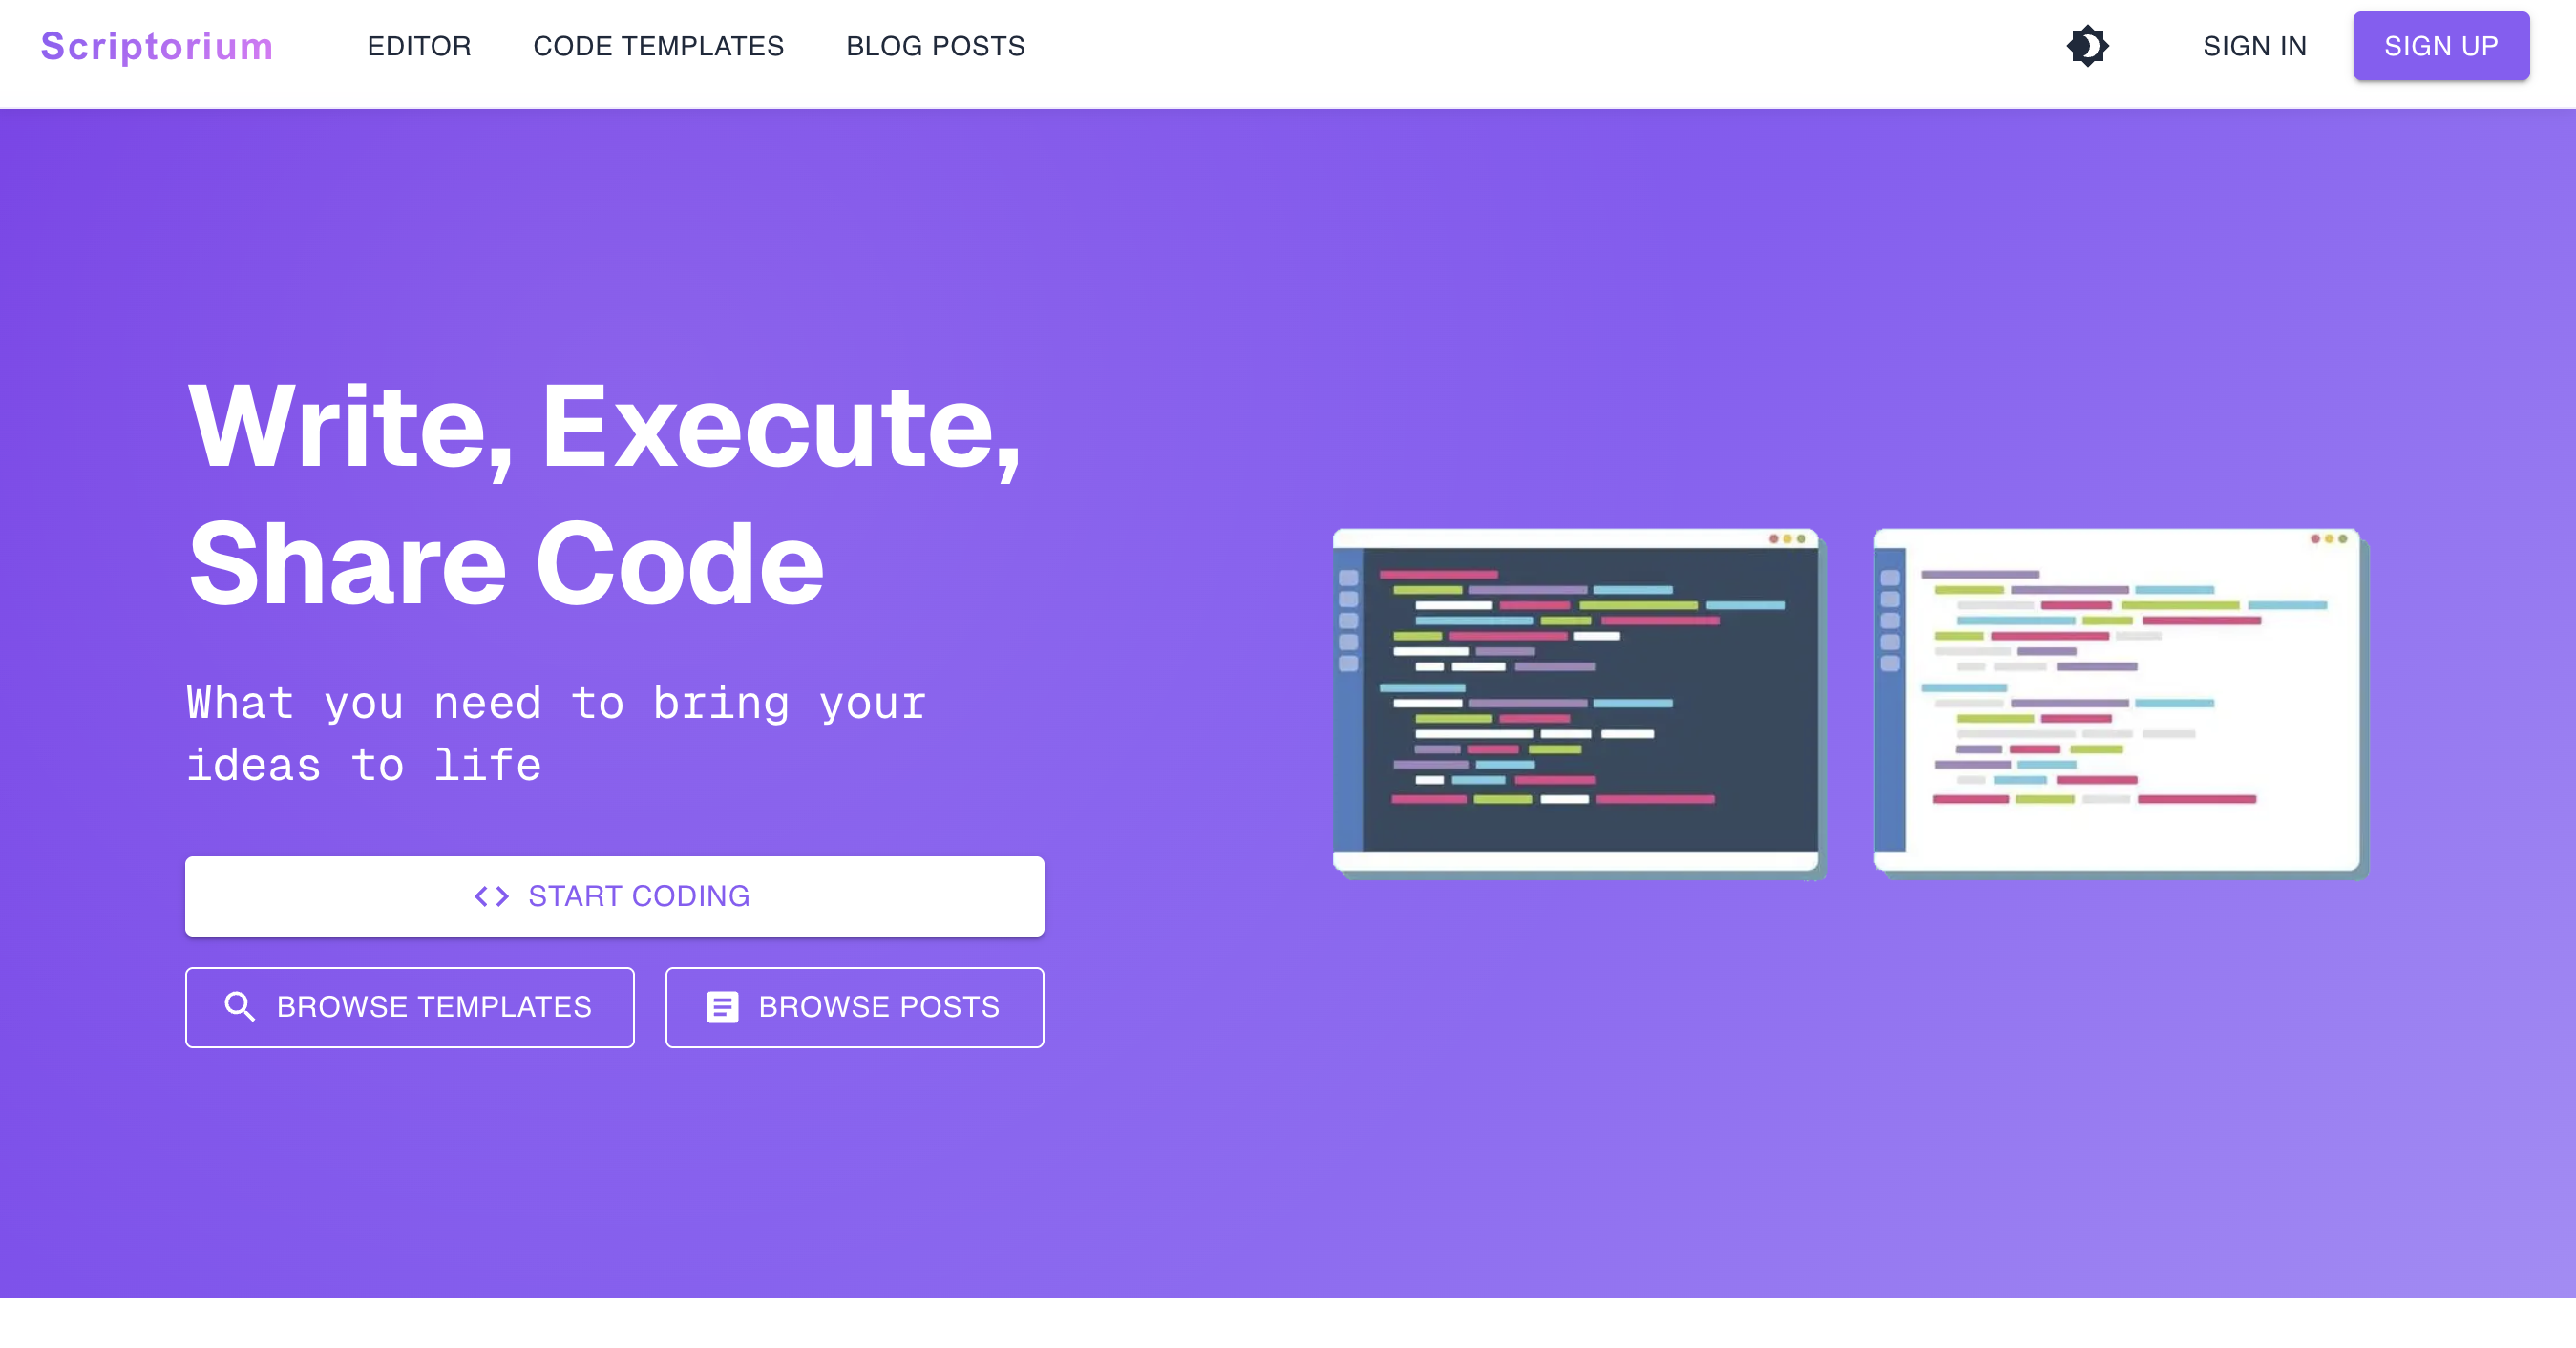 Scriptorium
EDITOR
CODE TEMPLATES
BLOG POSTS
SIGN IN
SIGN UP
Write, Execute,
Share Code
What you need to bring your
ideas to life
<> START CODING
BROWSE TEMPLATES
BROWSE POSTS